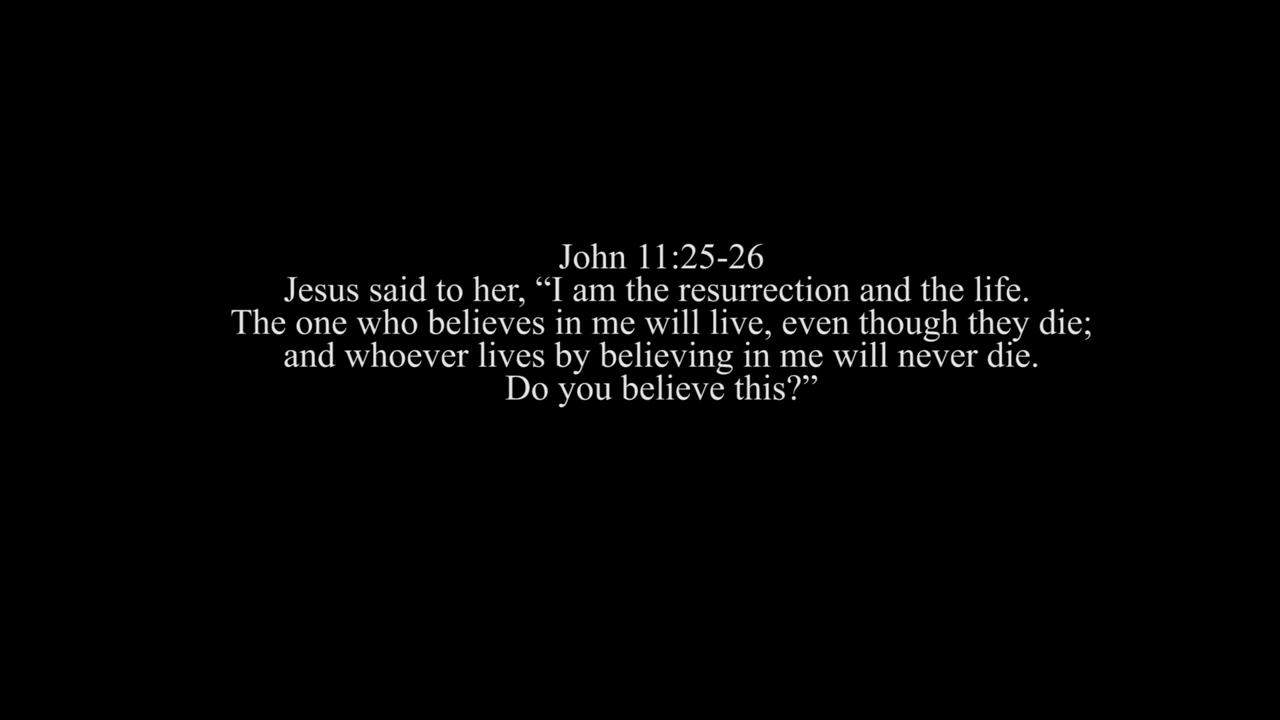 John 11:25-26
Jesus said to her, “I am the resurrection and the life.
The one who believes in me will live, even though they die;
and whoever lives by believing in me will never die.
Do you believe this?”